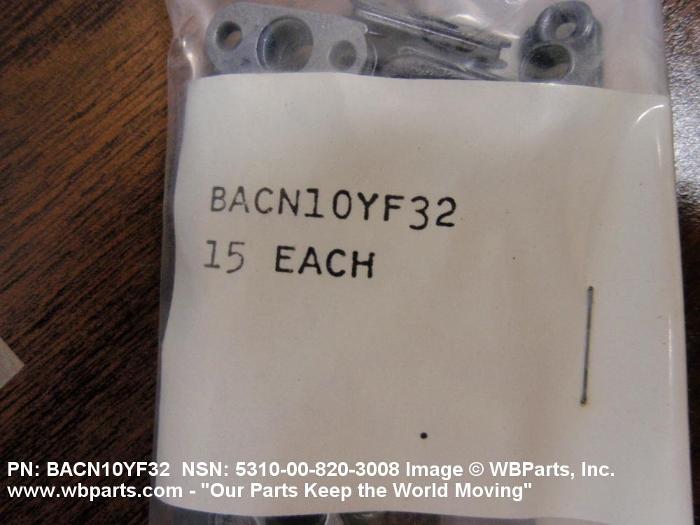 BACN10YF32
15 EACH
PN: BACN10YF32 NSN: 5310-00-820-3008 Image © WBParts, Inc.
www.wbparts.com - "Our Parts Keep the World Moving"